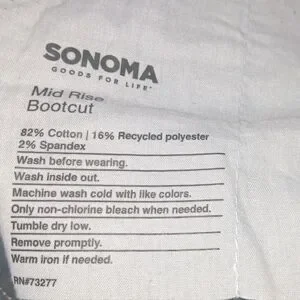 SONOMA
GOODS FOR LIFE™
Mid Rise
Bootcut
82% Cotton | 16% Recycled polyester
2% Spandex
Wash before wearing.
Wash inside out.
Machine wash cold with like colors.
Only non-chlorine bleach when needed.
Tumble dry low.
Remove promptly.
Warm iron if needed.
RN#73277